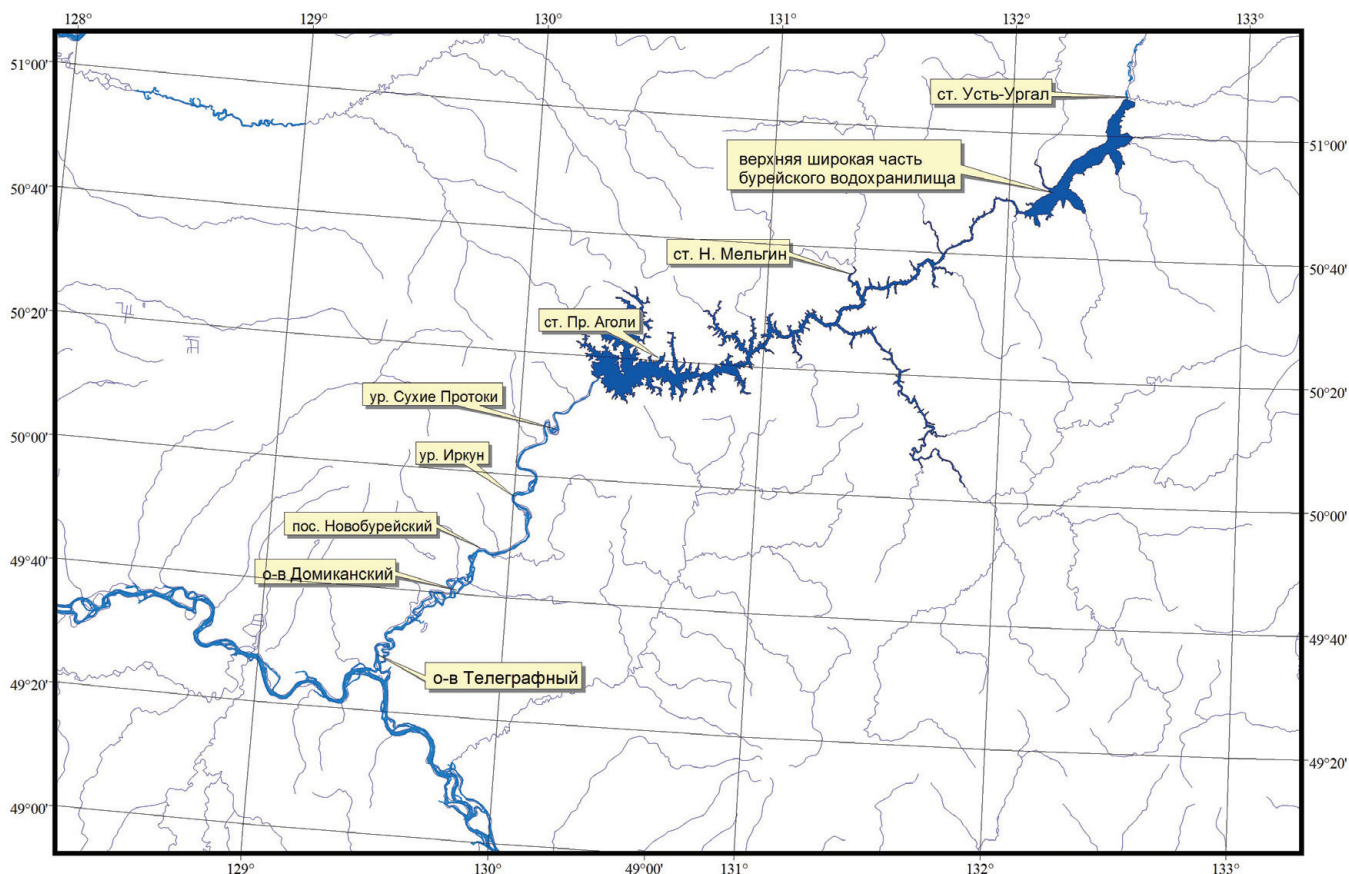 128°
129°
130°
131°
132°
133°
51°00'
50°40'
50°20'
50°00'
49°40'
49°20'
49°00'
ст. Усть-Ургал
верхняя широкая часть
бурейского водохранилища
ст. Н. Мельгин
ст. Пр. Аголи
ур. Сухие Протоки
ур. Иркун
пос. Новобурейский
о-в Домиканский
о-в Телеграфный
51°00'
50°40'
50°20'
50°00'
49°40'
49°20'
129°
130°
49°00'
131°
132°
133°